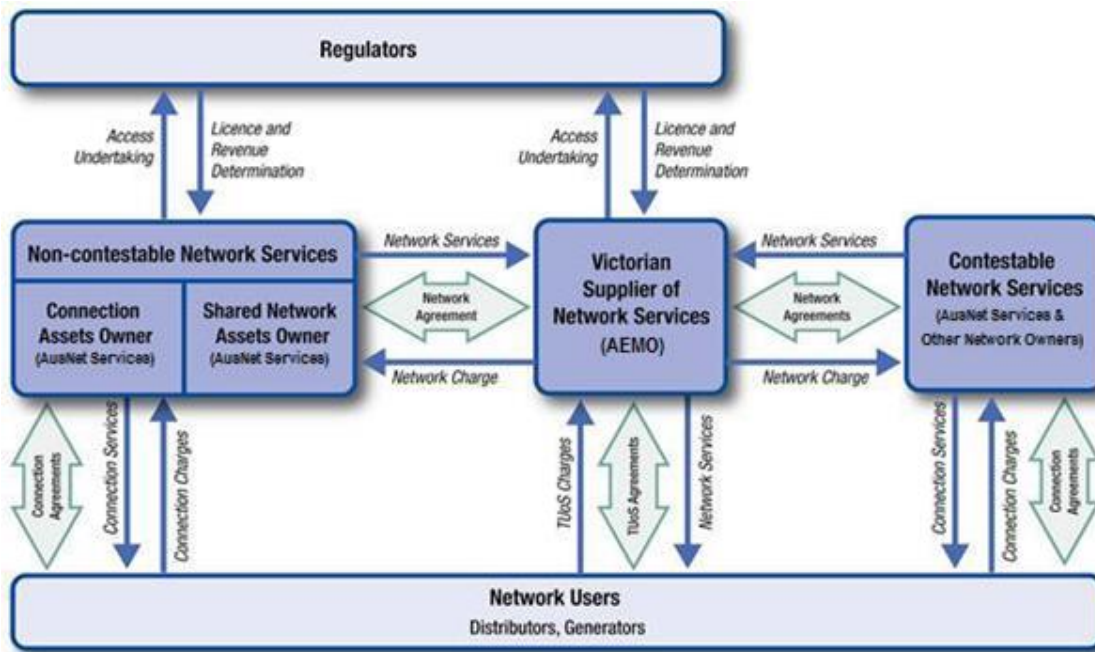 Regulators
Access
Undertaking
Licence and
Revenue
Determination
Access
Undertaking
Licence and
Revenue
Determination
Non-contestable Network Services
Connection
Assets Owner
(AusNet Services)
Shared Network
Assets Owner
(AusNet Services)
Network Services
Network
Agreement
Network Charge
Victorian
Supplier of
Network Services
(AEMO)
Network Services
Network
Agreements
Network Charge
Contestable
Network Services
(AusNet Services &
Other Network Owners)
Connection
Agreements
Connection Services
Connection Charges
TUoS Charges
TUoS Agreements
Network Services
Connection Services
Connection Charges
Connection
Agreements
Network Users
Distributors, Generators